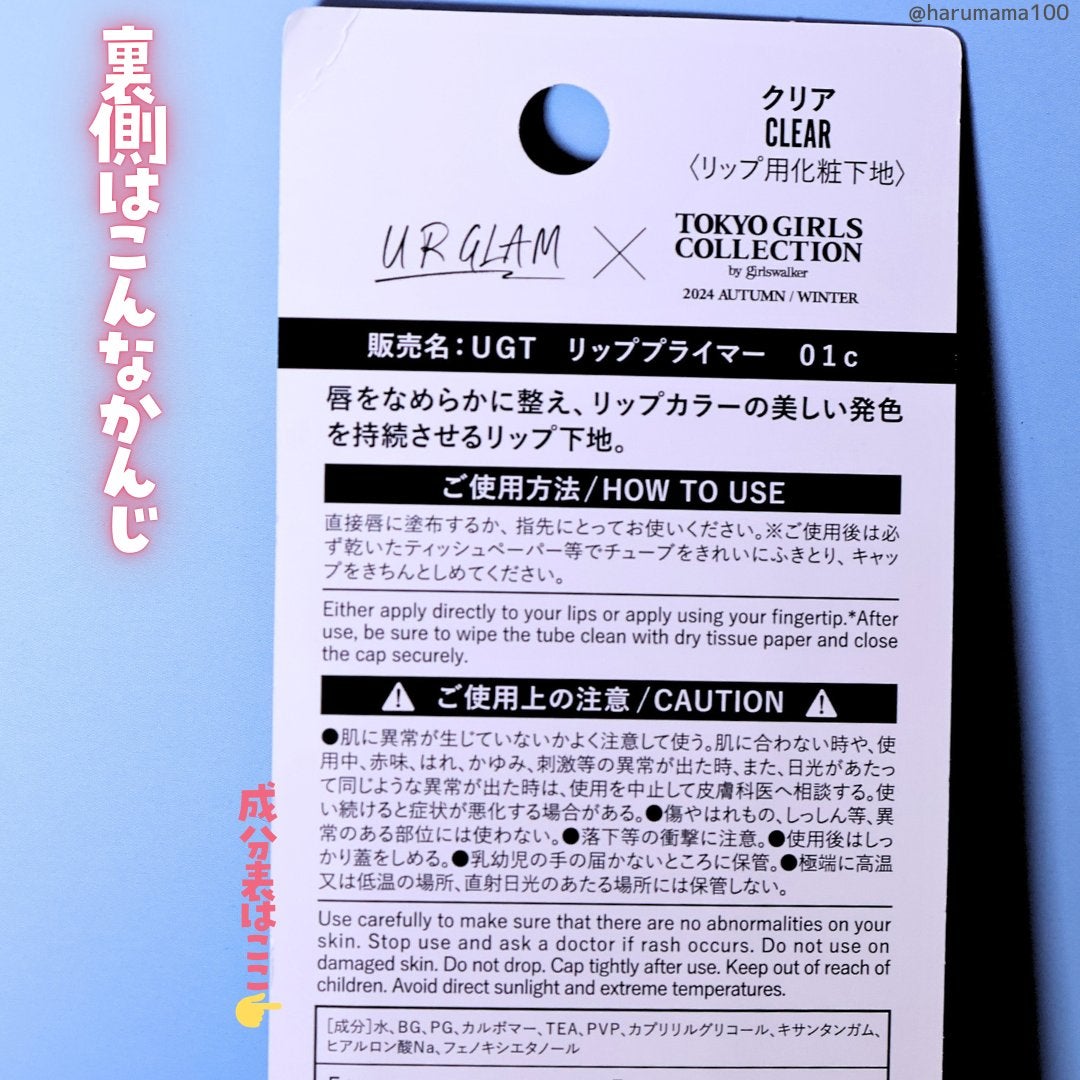 @harumama100
裏側はこんなかんじ
クリア
CLEAR
〈リップ用化粧下地〉
UR GLAM
TOKYO GIRLS
COLLECTION
by girlswalker
2024 AUTUMN / WINTER
販売名：UGT リッププライマー 01c
唇をなめらかに整え、リップカラーの美しい発色
を持続させるリップ下地。
ご使用方法/HOW TO USE
直接唇に塗布するか、指先にとってお使いください。※ご使用後は必
ず乾いたティッシュペーパー等でチューブをきれいにふきとり、キャッ
プをきちんとしめてください。
Either apply directly to your lips or apply using your fingertip.*After
use, be sure to wipe the tube clean with dry tissue paper and close
the cap securely.
ご使用上の注意/CAUTION
●肌に異常が生じていないかよく注意して使う。肌に合わない時や、使
用中、赤味、はれ、かゆみ、刺激等の異常が出た時、また、日光があたっ
て同じような異常が出た時は、使用を中止して皮膚科医へ相談する。使
い続けると症状が悪化する場合がある。●傷やはれもの、しっしん等、異
常のある部位には使わない。●落下等の衝撃に注意。●使用後はしっ
かり蓋をしめる。●乳幼児の手の届かないところに保管。●極端に高温
又は低温の場所、直射日光のあたる場所には保管しない。
Use carefully to make sure that there are no abnormalities on your
skin. Stop use and ask a doctor if rash occurs. Do not use on
damaged skin. Do not drop. Cap tightly after use. Keep out of reach of
children. Avoid direct sunlight and extreme temperatures.
成分表はここ
[成分]水、BG、PG、カルボマー、TEA、PVP、カプリリルグリコール、キサンタンガム、
ヒアルロン酸Na、フェノキシエタノール